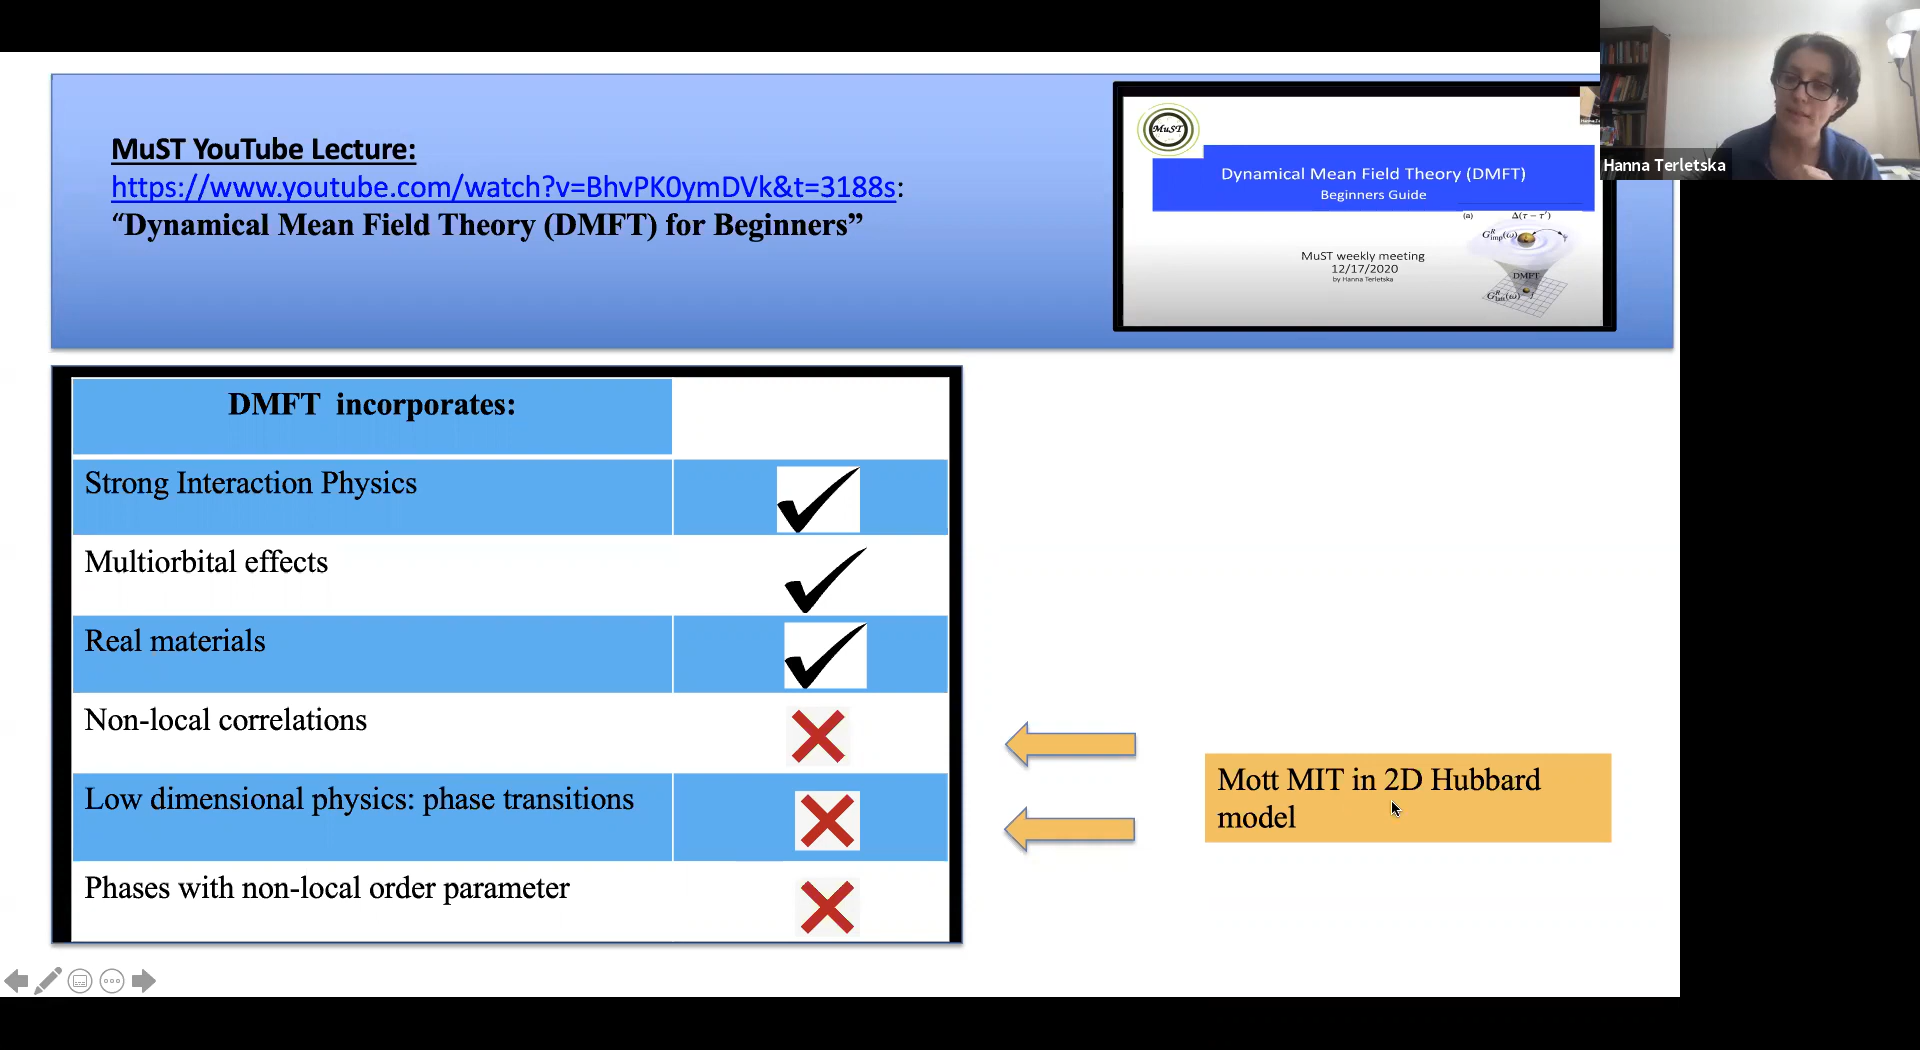 MuST YouTube Lecture:
https://www.youtube.com/watch?v=BhvPK0ymDVk&t=3188s:
“Dynamical Mean Field Theory (DMFT) for Beginners”
MuST
Dynamical Mean Field Theory (DMFT)
Beginners Guide
MuST weekly meeting
12/17/2020
by Hanna Terletska
(a)
Δ(τ − τ')
DMFT
Hanna Terletska
DMFT incorporates:
Strong Interaction Physics
Multiorbital effects
Real materials
Non-local correlations
Low dimensional physics: phase transitions
Phases with non-local order parameter
Mott MIT in 2D Hubbard
model